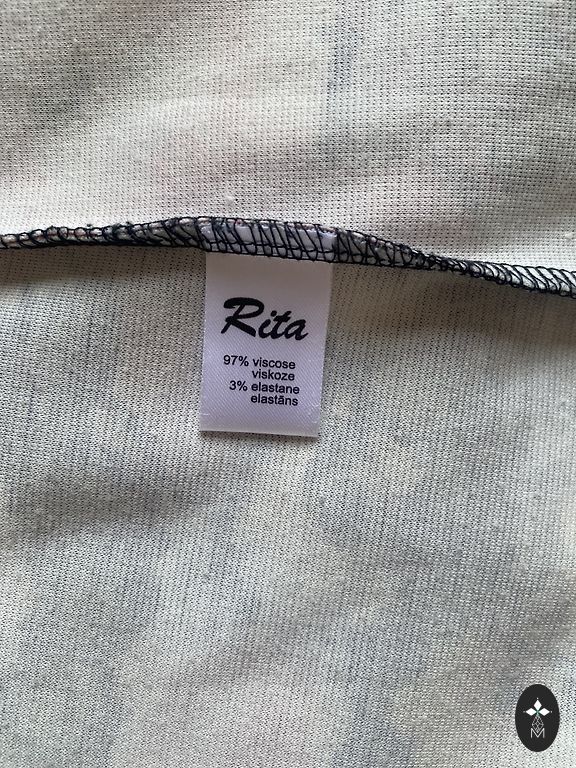 Rita
97% viscose
viskoze
3% elastane
elastāns
M